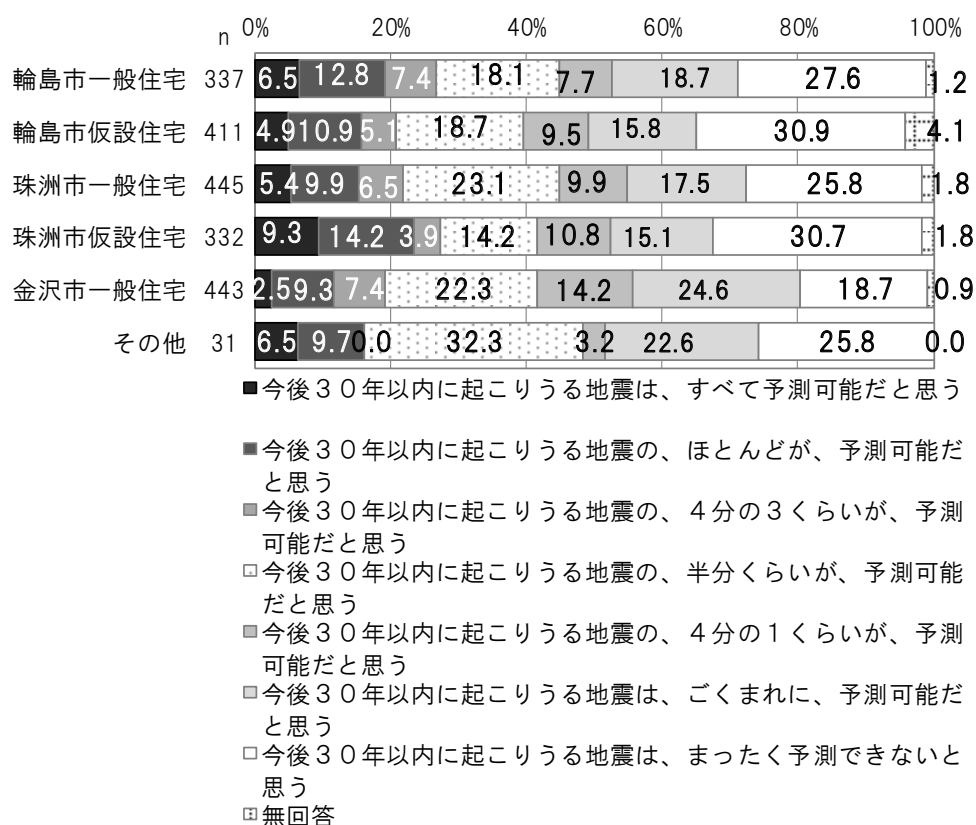 n 0% 20% 40% 60% 80% 100%
輪島市一般住宅 337 6.5 12.8 7.4 18.1 7.7 18.7 27.6 1.2
輪島市仮設住宅 411 4.9 10.9 5.1 18.7 9.5 15.8 30.9 4.1
珠洲市一般住宅 445 5.4 9.9 6.5 23.1 9.9 17.5 25.8 1.8
珠洲市仮設住宅 332 9.3 14.2 3.9 14.2 10.8 15.1 30.7 1.8
金沢市一般住宅 443 2.5 9.3 7.4 22.3 14.2 24.6 18.7 0.9
その他 31 6.5 9.7 0.0 32.3 3.2 22.6 25.8 0.0
今後30年以内に起こりうる地震は、すべて予測可能だと思う
今後30年以内に起こりうる地震の、ほとんどが、予測可能だ
と思う
今後30年以内に起こりうる地震の、4分の3くらいが、予測
可能だと思う
今後30年以内に起こりうる地震の、半分くらいが、予測可能
だと思う
今後30年以内に起こりうる地震の、4分の1くらいが、予測
可能だと思う
今後30年以内に起こりうる地震は、ごくまれに、予測可能だ
と思う
今後30年以内に起こりうる地震は、まったく予測できないと
思う
無回答